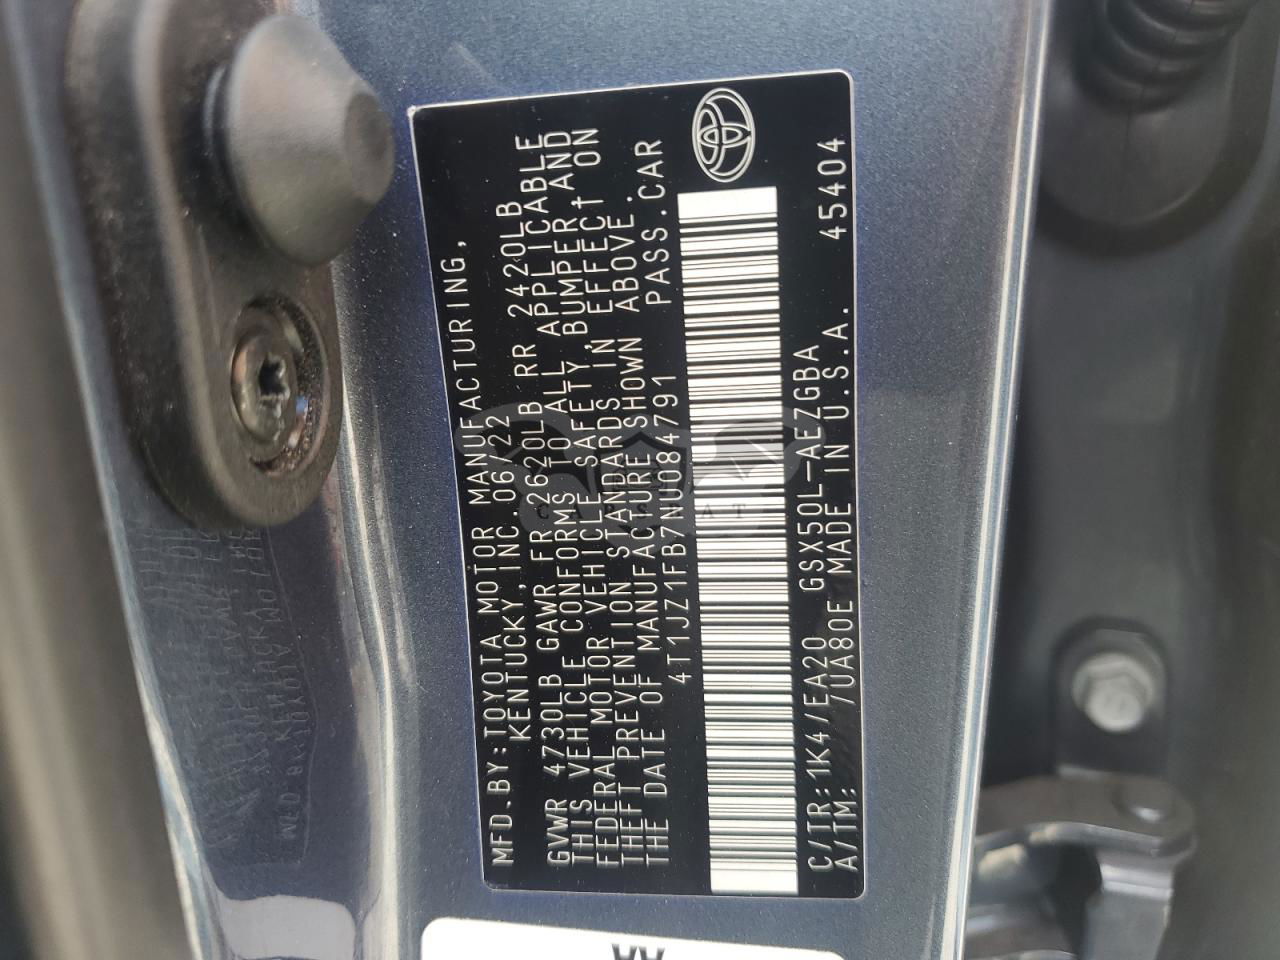 MFD.BY:TOYOTA MOTOR MANUFACTURING,
KENTUCKY,INC. 06/22
GVWR 4730LB GAWR FR 2620LB RR 2420LB
THIS VEHICLE CONFORMS TO ALL APPLICABLE
FEDERAL MOTOR VEHICLE SAFETY,BUMPER,AND
THEFT PREVENTION STANDARDS IN EFFECT ON
THE DATE OF MANUFACTURE SHOWN ABOVE.
4T1JZ1FB7NU084791 PASS.CAR
C/TR:1K4/EA20 GSX50L-AEZGBA
A/TM: /UA80E MADE IN U.S.A. 45404